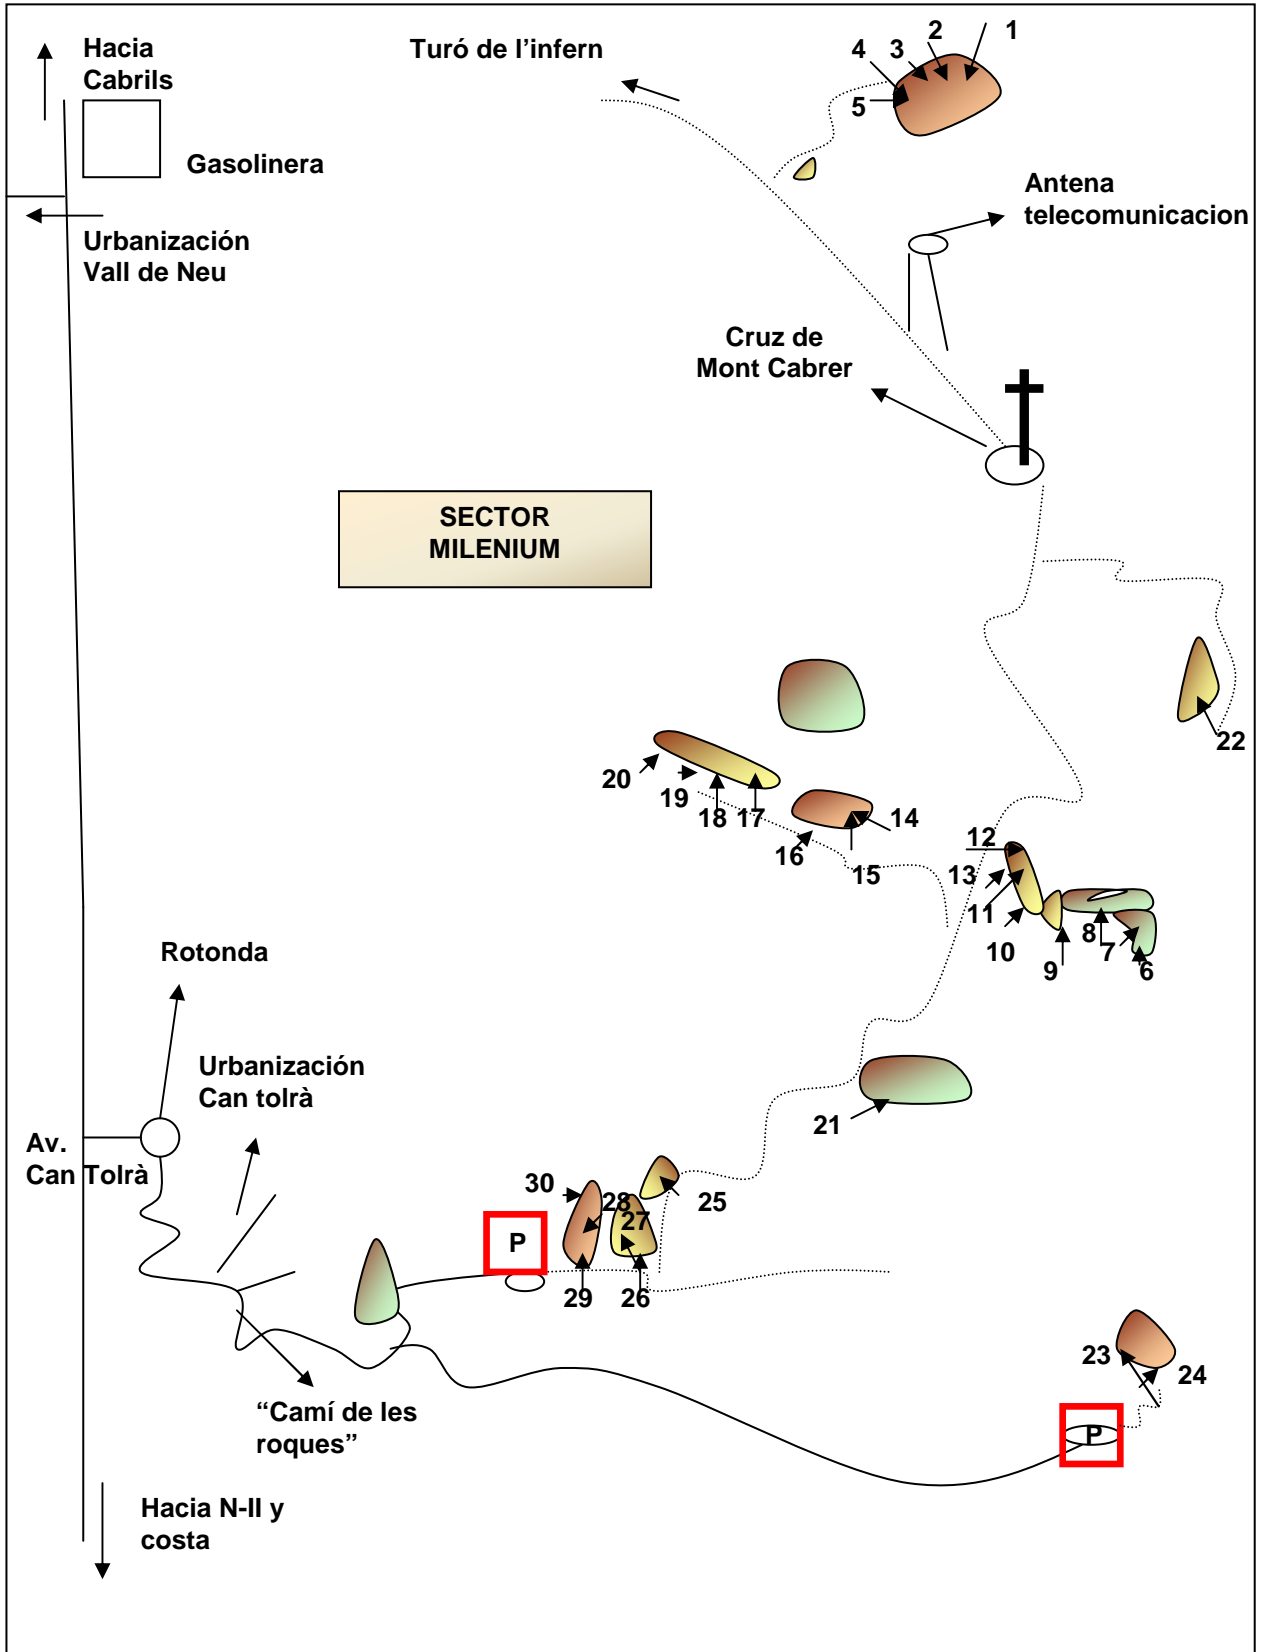 Hacia
Cabrils
Turó de l’infern
1
2
3
4
5
Gasolinera
Antena
telecomunicacion
Urbanización
Vall de Neu
Cruz de
Mont Cabrer
SECTOR
MILENIUM
22
20
19
18
17
14
16
15
12
13
11
10
9
8
7
6
Rotonda
Urbanización
Can tolrà
21
Av.
Can Tolrà
30
28
27
25
P
29
26
23
24
“Camí de les
roques”
P
Hacia N-II y
costa